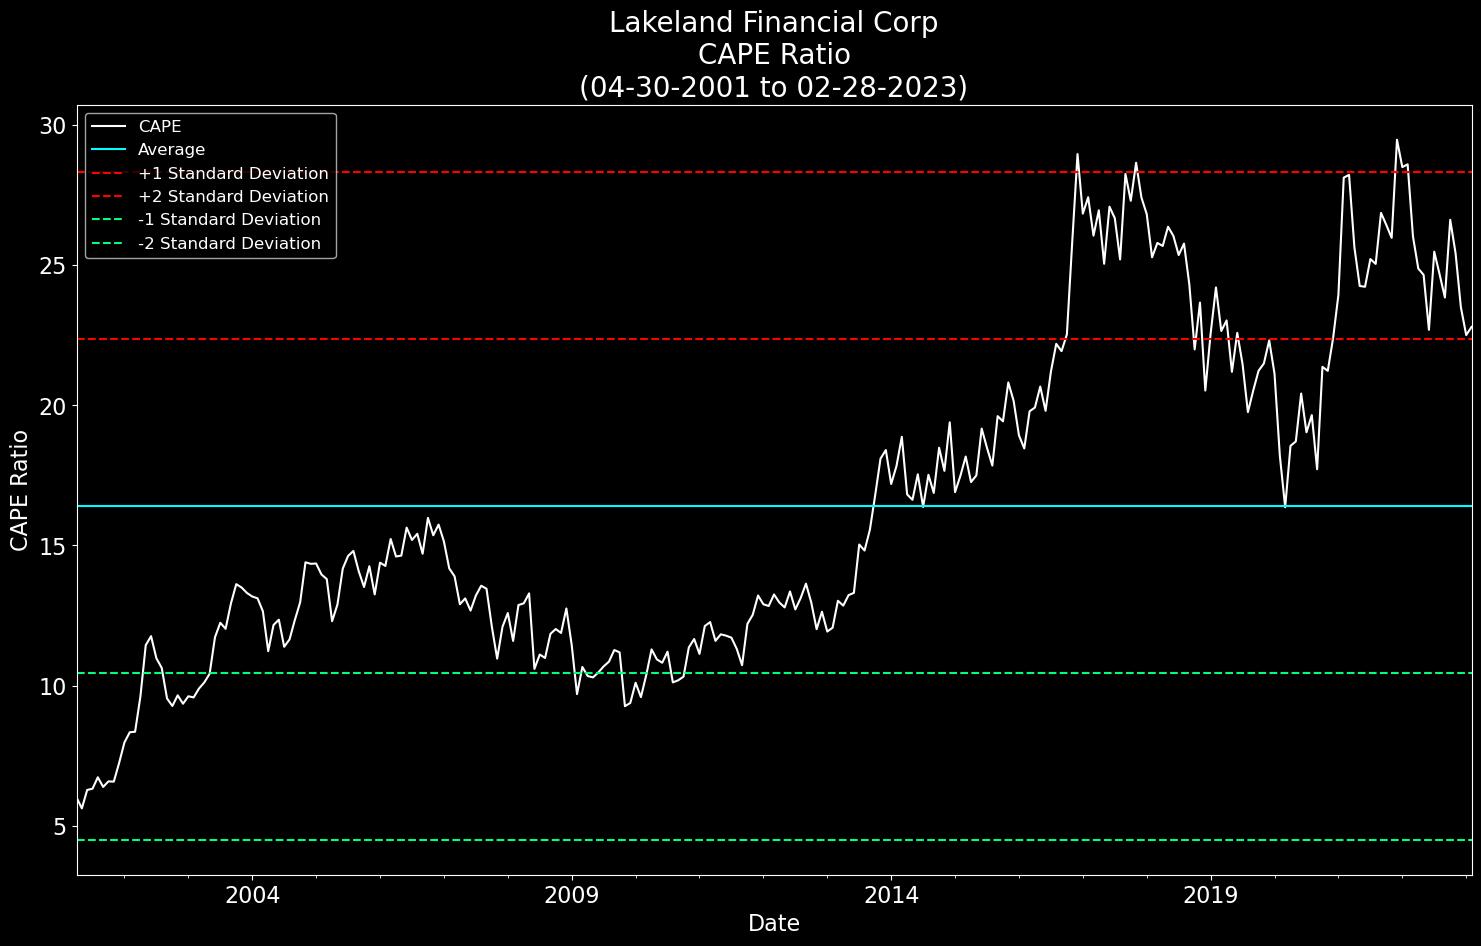 Lakeland Financial Corp
CAPE Ratio
(04-30-2001 to 02-28-2023)
CAPE
Average
+1 Standard Deviation
+2 Standard Deviation
-1 Standard Deviation
-2 Standard Deviation
30
25
20
15
10
5
CAPE Ratio
2004
2009
2014
2019
Date